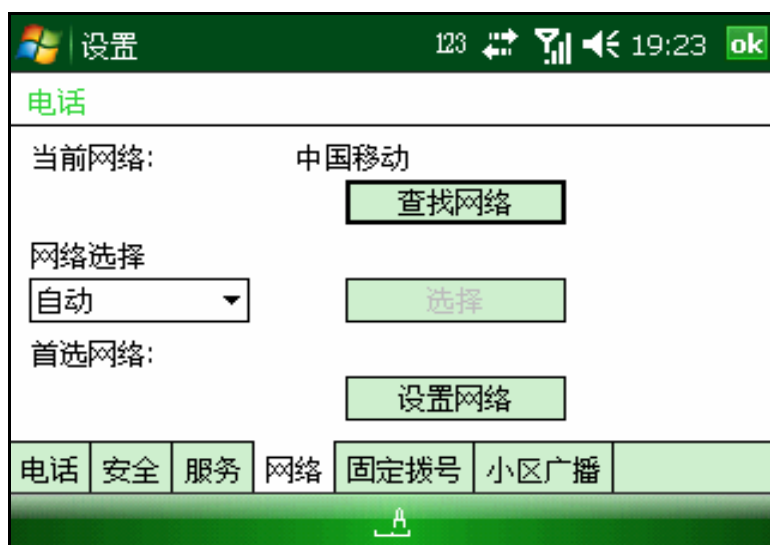 设置 123 19:23 ok
电话
当前网络: 中国移动
查找网络
网络选择
自动 选择
首选网络:
设置网络
电话 安全 服务 网络 固定拨号 小区广播
A